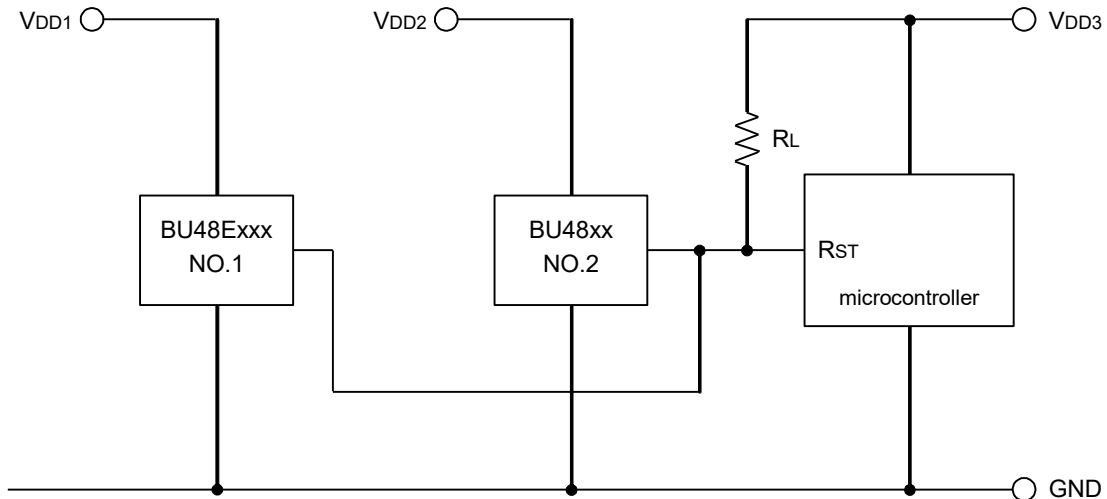 VDD1
VDD2
VDD3
RL
BU48Exxx
NO.1
BU48xx
NO.2
RST
microcontroller
GND